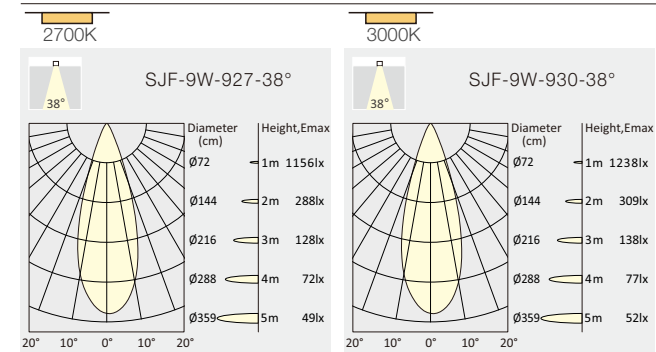 2700K
SJF-9W-927-38°
38°
Diameter (cm) Height,Emax
Ø72 1m 1156lx
Ø144 2m 288lx
Ø216 3m 128lx
Ø288 4m 72lx
Ø359 5m 49lx
20° 10° 0° 10° 20°
3000K
SJF-9W-930-38°
38°
Diameter (cm) Height,Emax
Ø72 1m 1238lx
Ø144 2m 309lx
Ø216 3m 138lx
Ø288 4m 77lx
Ø359 5m 52lx
20° 10° 0° 10° 20°